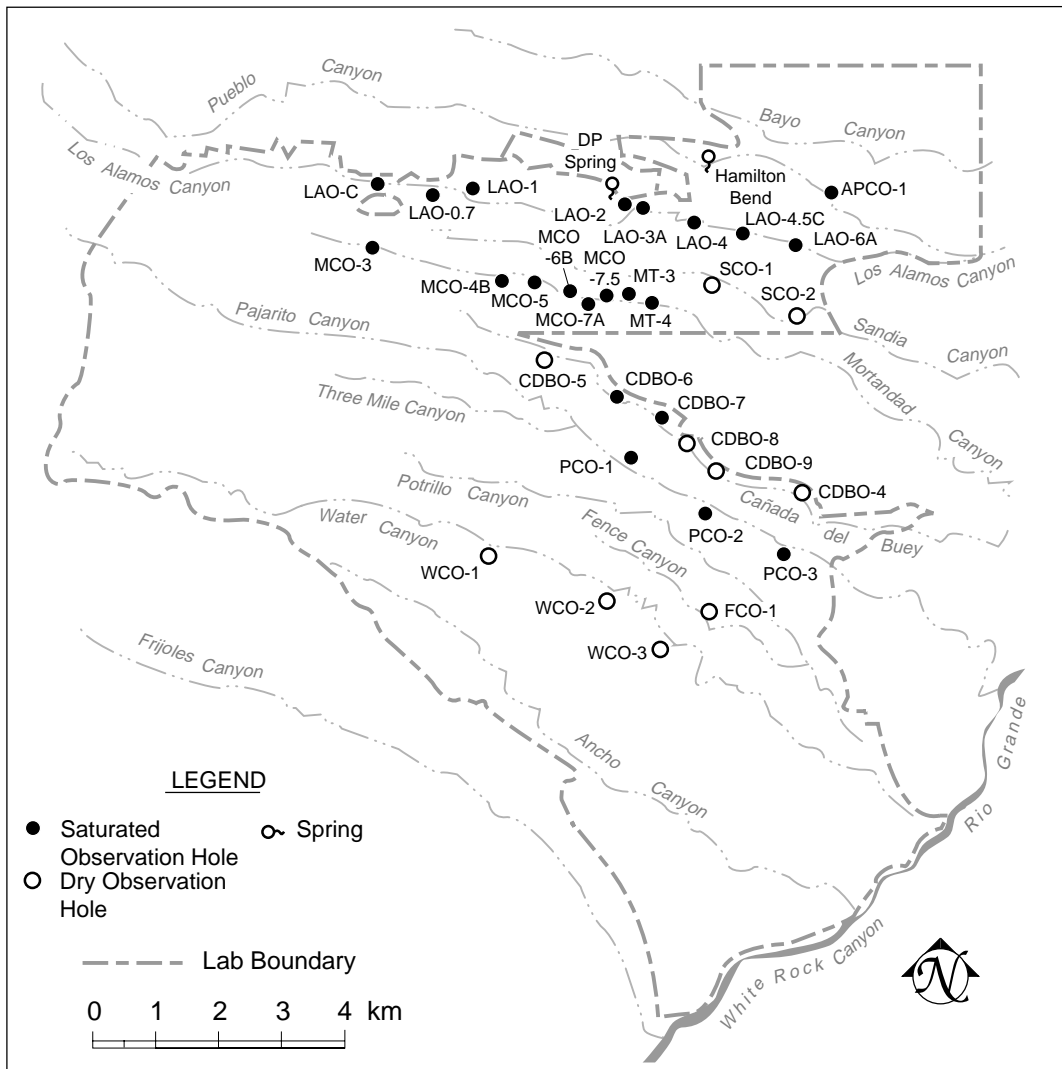 Pueblo Canyon
Bayo Canyon
Los Alamos Canyon
DP
Spring
Hamilton
Bend
APCO-1
LAO-C
LAO-0.7
LAO-1
LAO-2
LAO-3A
LAO-4
LAO-4.5C
LAO-6A
Los Alamos Canyon
MCO-3
MCO-4B
MCO-5
MCO
-6B
MCO-7A
MCO
-7.5
MT-3
MT-4
SCO-1
SCO-2
Sandia Canyon
Mortandad Canyon
Pajarito Canyon
Three Mile Canyon
CDBO-5
CDBO-6
CDBO-7
CDBO-8
CDBO-9
CDBO-4
Cañada del Buey
PCO-1
PCO-2
PCO-3
Potrillo Canyon
Fence Canyon
Water Canyon
WCO-1
WCO-2
WCO-3
FCO-1
Frijoles Canyon
Ancho Canyon
Rio Grande
White Rock Canyon
LEGEND
Saturated
Observation Hole
Spring
Dry Observation
Hole
Lab Boundary
0 1 2 3 4 km
N